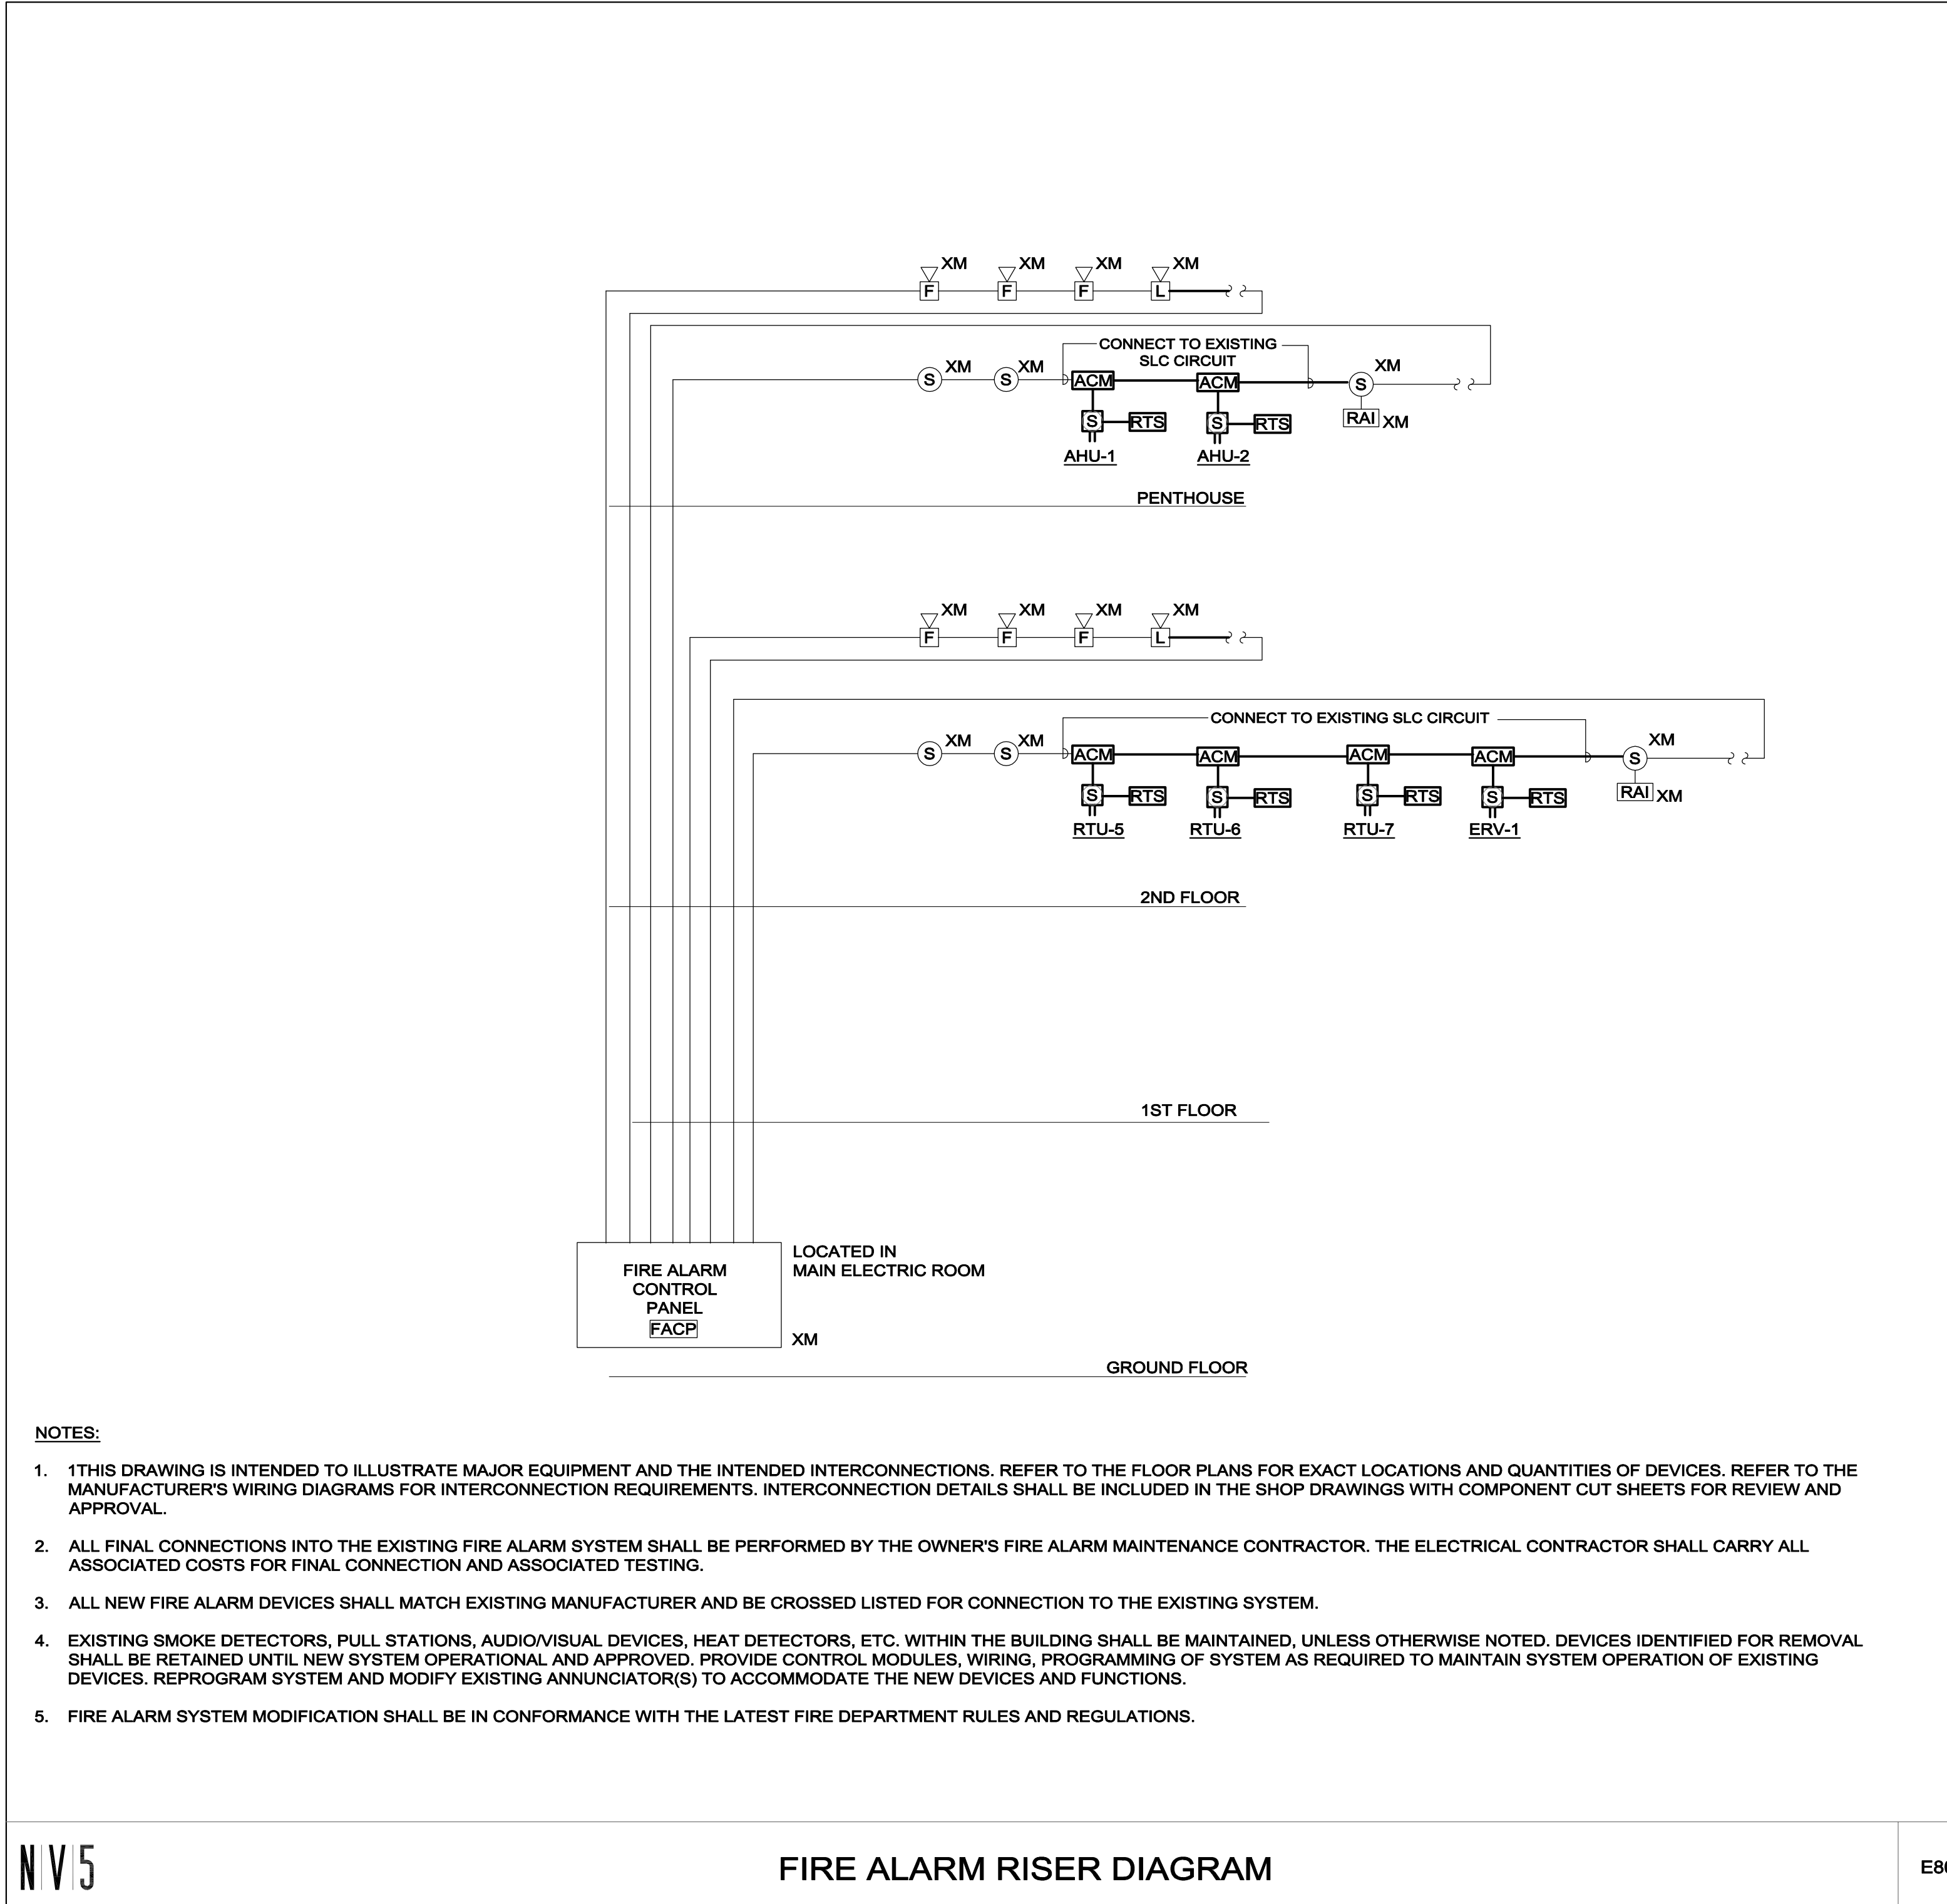 XM XM XM XM
F F F L
CONNECT TO EXISTING
SLC CIRCUIT
XM XM XM
S S ACM ACM S
RAI XM
S RTS S RTS
AHU-1 AHU-2
PENTHOUSE
XM XM XM XM
F F F L
CONNECT TO EXISTING SLC CIRCUIT
XM XM XM
S S ACM ACM ACM ACM S
RAI XM
S RTS S RTS S RTS S RTS
RTU-5 RTU-6 RTU-7 ERV-1
2ND FLOOR
1ST FLOOR
LOCATED IN
MAIN ELECTRIC ROOM
FIRE ALARM
CONTROL
PANEL
FACP
XM
GROUND FLOOR
NOTES:
1. 1THIS DRAWING IS INTENDED TO ILLUSTRATE MAJOR EQUIPMENT AND THE INTENDED INTERCONNECTIONS. REFER TO THE FLOOR PLANS FOR EXACT LOCATIONS AND QUANTITIES OF DEVICES. REFER TO THE
MANUFACTURER'S WIRING DIAGRAMS FOR INTERCONNECTION REQUIREMENTS. INTERCONNECTION DETAILS SHALL BE INCLUDED IN THE SHOP DRAWINGS WITH COMPONENT CUT SHEETS FOR REVIEW AND
APPROVAL.
2. ALL FINAL CONNECTIONS INTO THE EXISTING FIRE ALARM SYSTEM SHALL BE PERFORMED BY THE OWNER'S FIRE ALARM MAINTENANCE CONTRACTOR. THE ELECTRICAL CONTRACTOR SHALL CARRY ALL
ASSOCIATED COSTS FOR FINAL CONNECTION AND ASSOCIATED TESTING.
3. ALL NEW FIRE ALARM DEVICES SHALL MATCH EXISTING MANUFACTURER AND BE CROSSED LISTED FOR CONNECTION TO THE EXISTING SYSTEM.
4. EXISTING SMOKE DETECTORS, PULL STATIONS, AUDIO/VISUAL DEVICES, HEAT DETECTORS, ETC. WITHIN THE BUILDING SHALL BE MAINTAINED, UNLESS OTHERWISE NOTED. DEVICES IDENTIFIED FOR REMOVAL
SHALL BE RETAINED UNTIL NEW SYSTEM OPERATIONAL AND APPROVED. PROVIDE CONTROL MODULES, WIRING, PROGRAMMING OF SYSTEM AS REQUIRED TO MAINTAIN SYSTEM OPERATION OF EXISTING
DEVICES. REPROGRAM SYSTEM AND MODIFY EXISTING ANNUNCIATOR(S) TO ACCOMMODATE THE NEW DEVICES AND FUNCTIONS.
5. FIRE ALARM SYSTEM MODIFICATION SHALL BE IN CONFORMANCE WITH THE LATEST FIRE DEPARTMENT RULES AND REGULATIONS.
N|V|5
FIRE ALARM RISER DIAGRAM